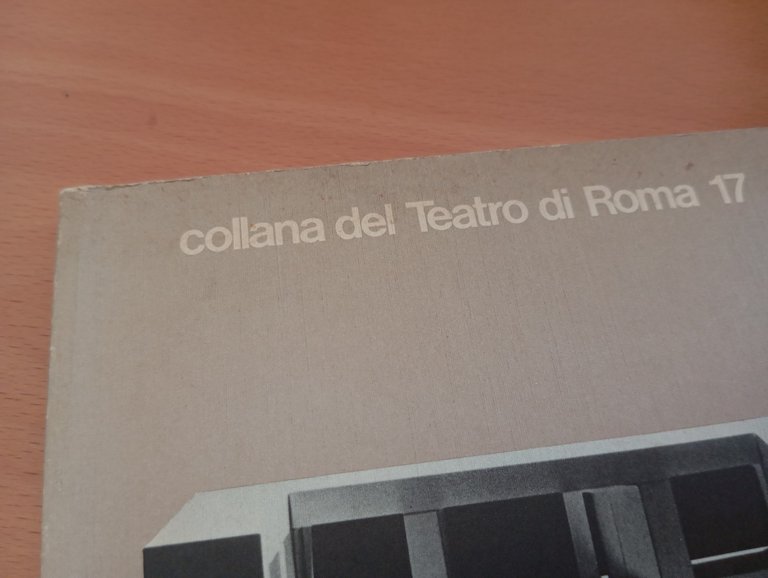 collana del Teatro di Roma 17